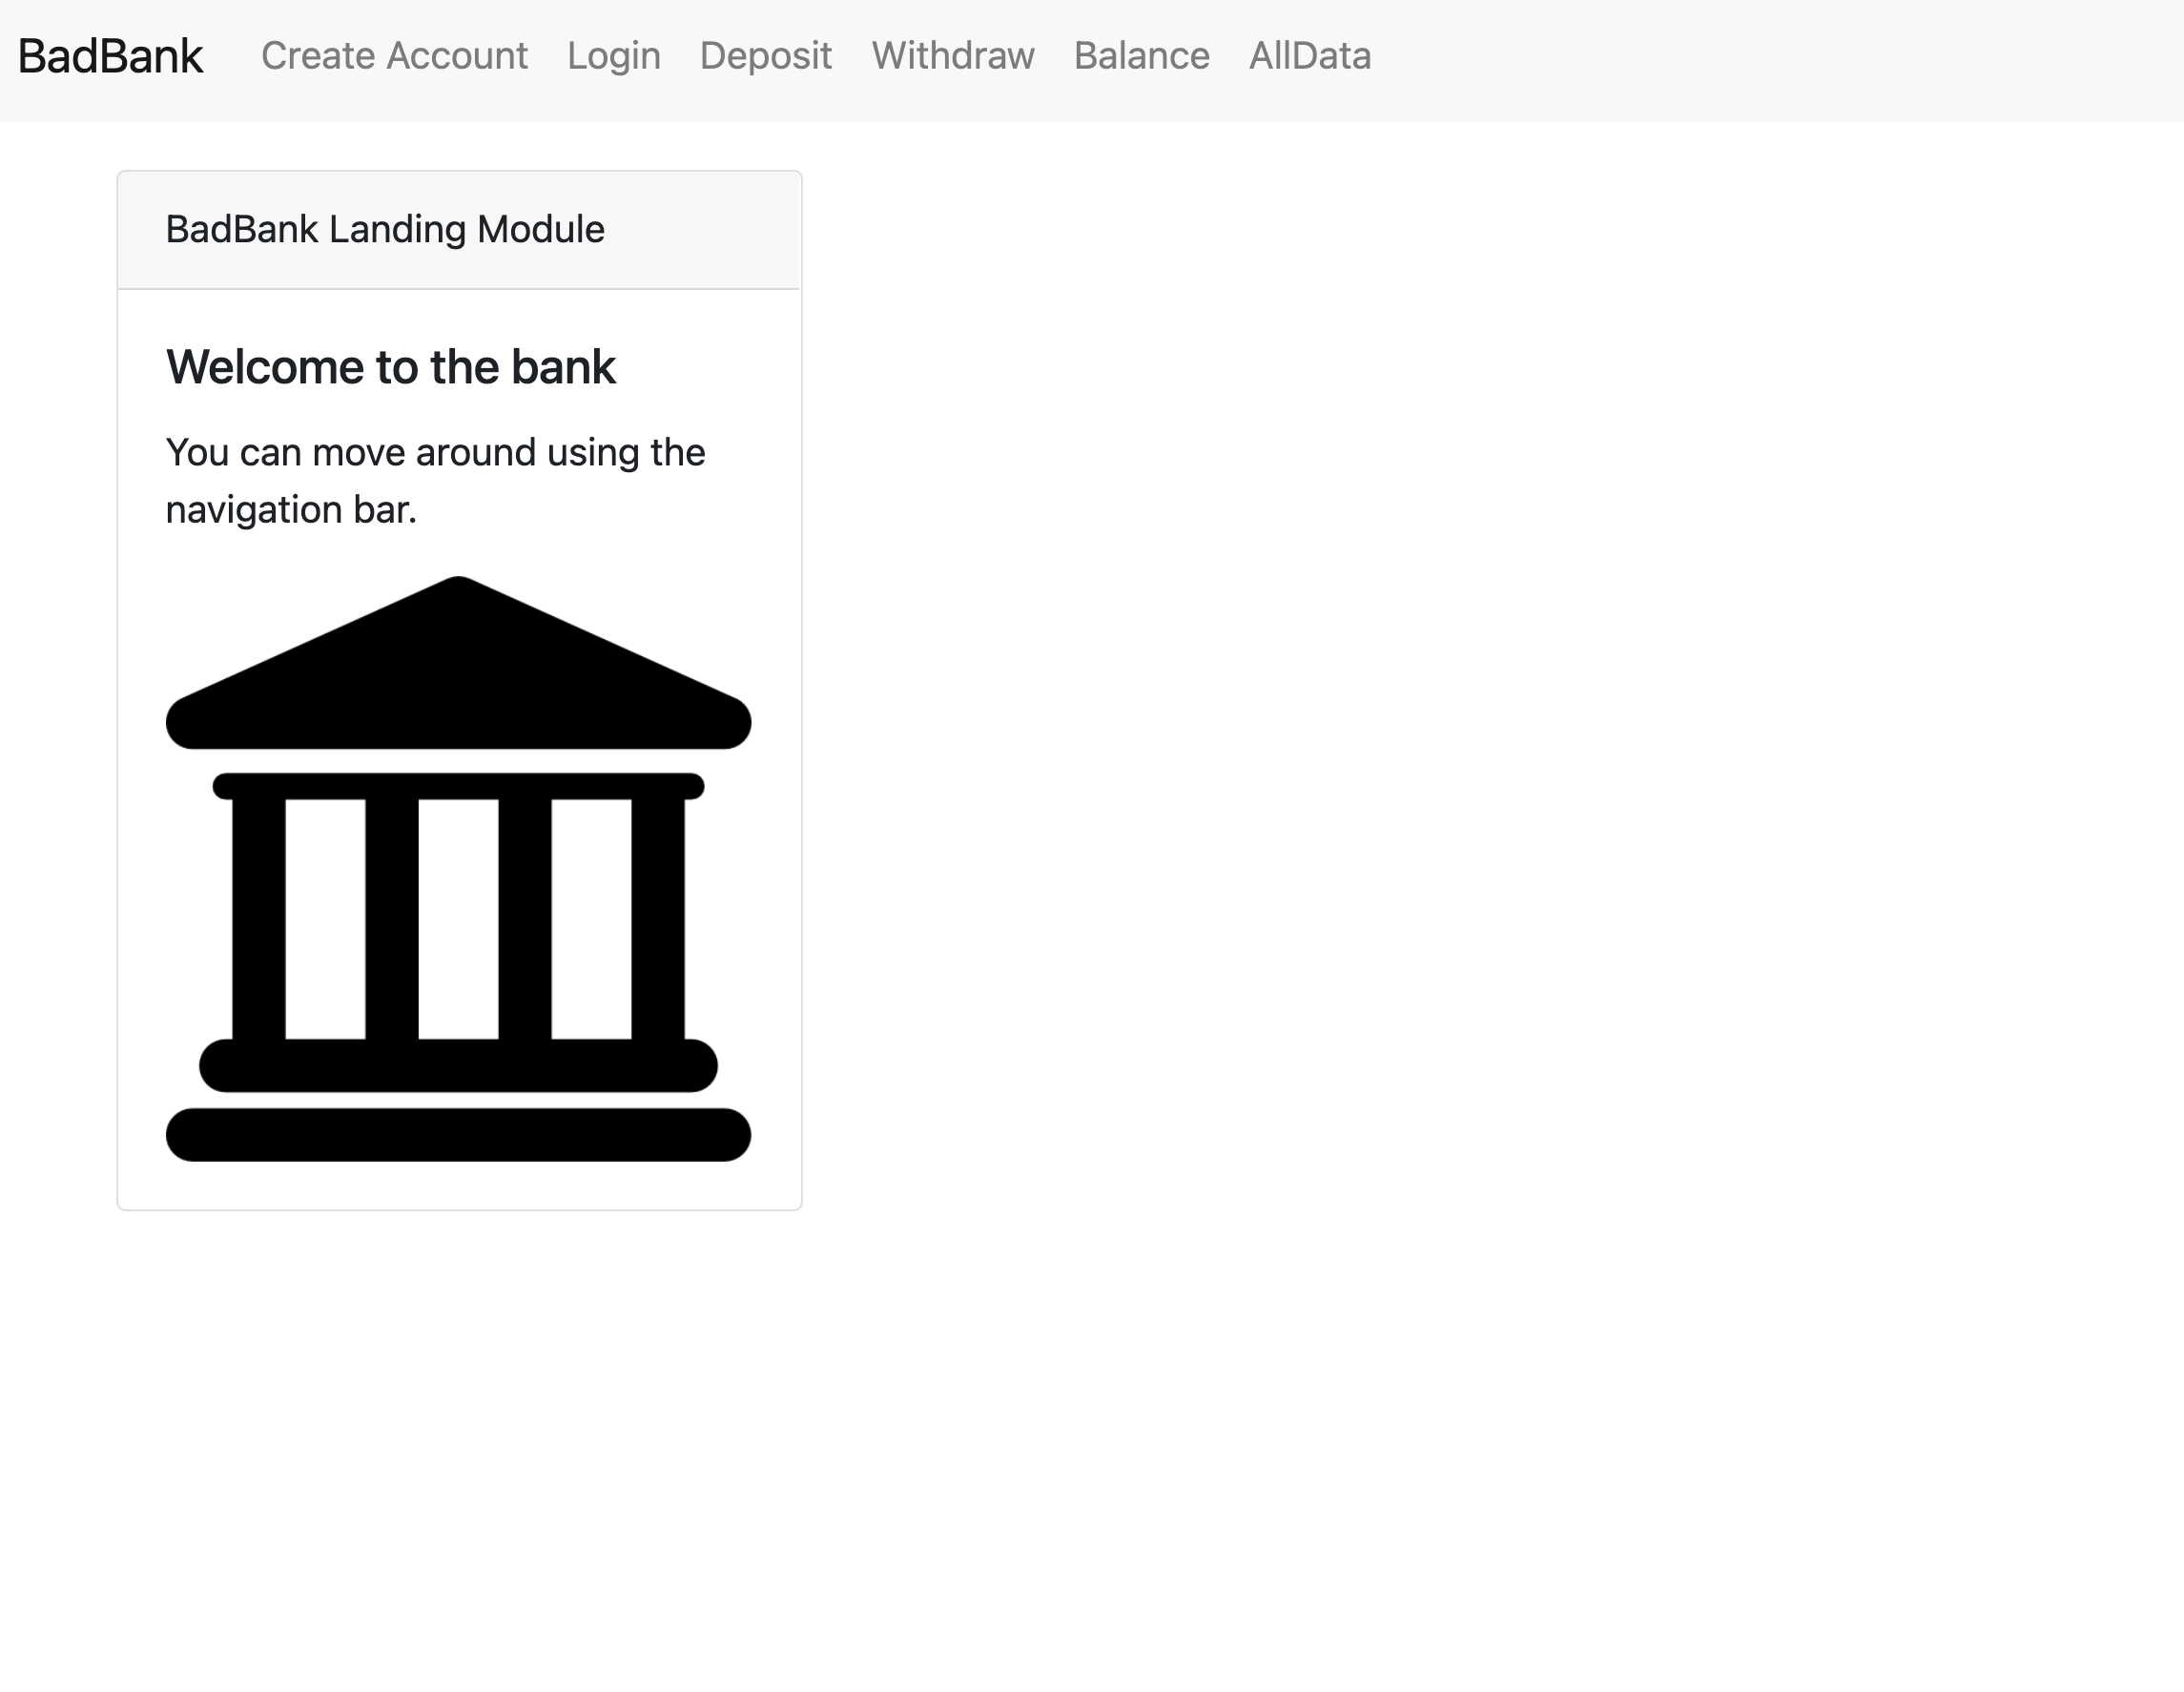 BadBank Create Account Login Deposit Withdraw Balance AllData
BadBank Landing Module
Welcome to the bank
You can move around using the
navigation bar.